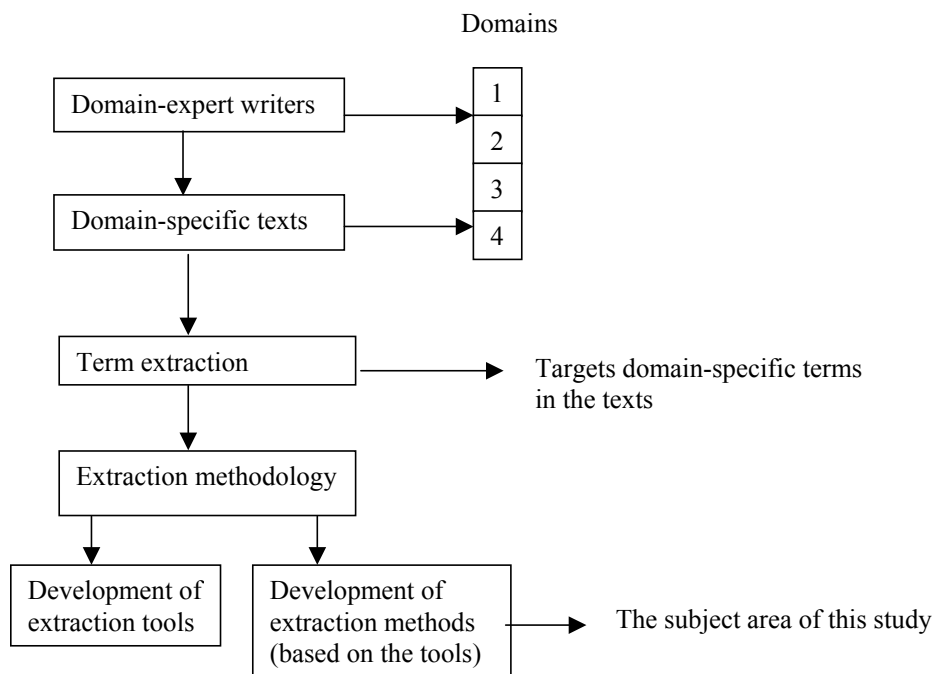 Domains
Domain-expert writers
1
2
3
Domain-specific texts
4
Term extraction
Targets domain-specific terms
in the texts
Extraction methodology
Development of
extraction tools
Development of
extraction methods
(based on the tools)
The subject area of this study